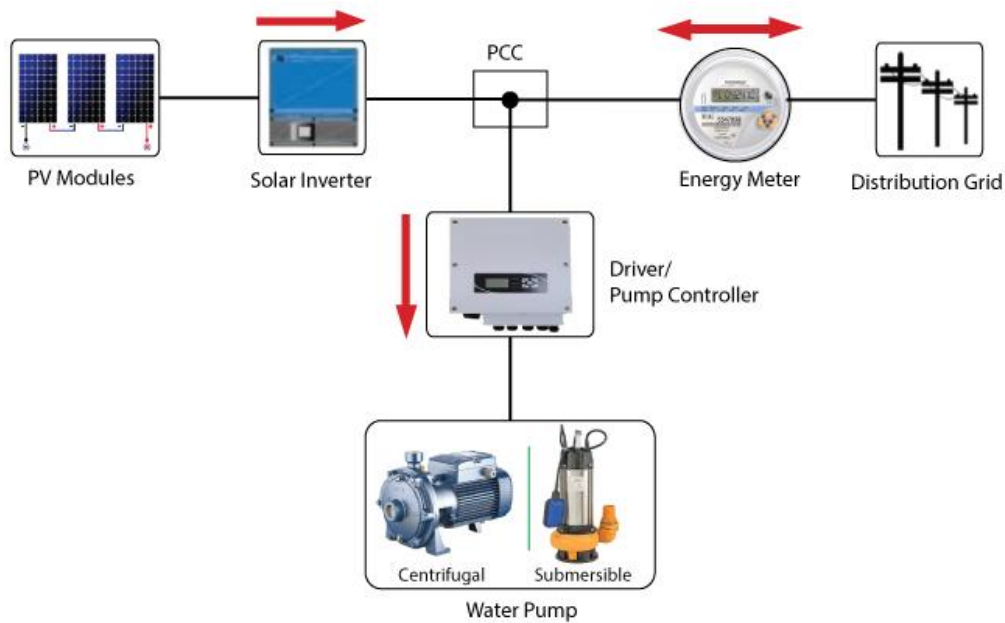 PCC
PV Modules
Solar Inverter
Energy Meter
Distribution Grid
Driver/
Pump Controller
Centrifugal
Submersible
Water Pump